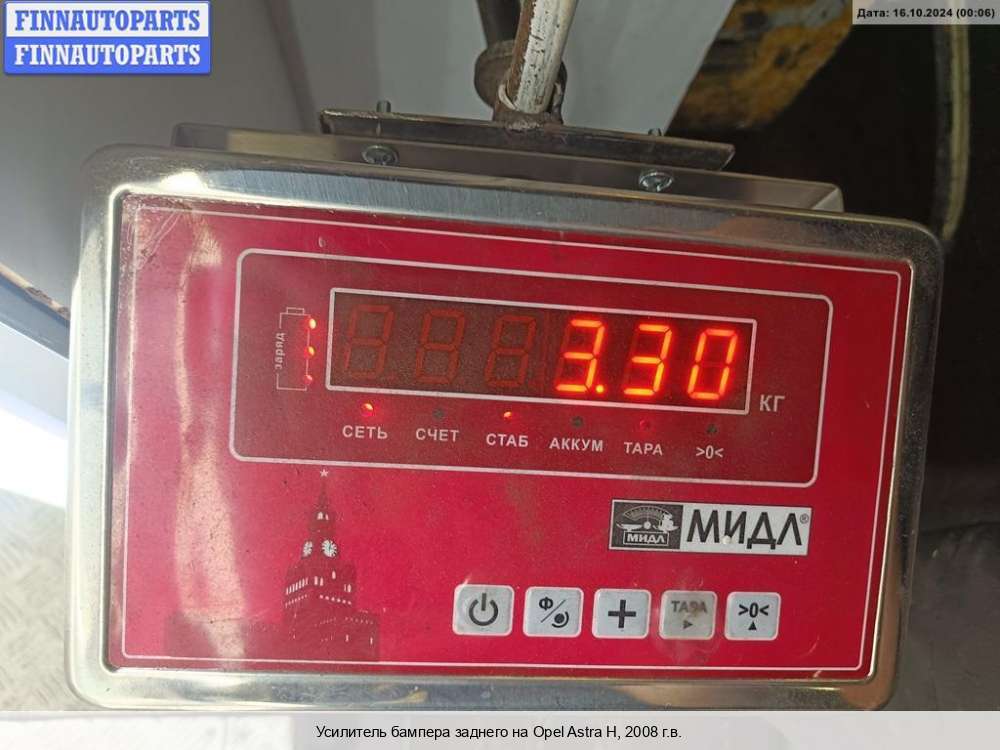 FINNAUTOPARTS
FINNAUTOPARTS
Дата: 16.10.2024 (00:06)
заряд
3.30
КГ
СЕТЬ СЧЕТ СТАБ АККУМ ТАРА >0<
МИДЛ МИДЛ®
Ф/ + ТАРА >0<
Усилитель бампера заднего на Opel Astra H, 2008 г.в.